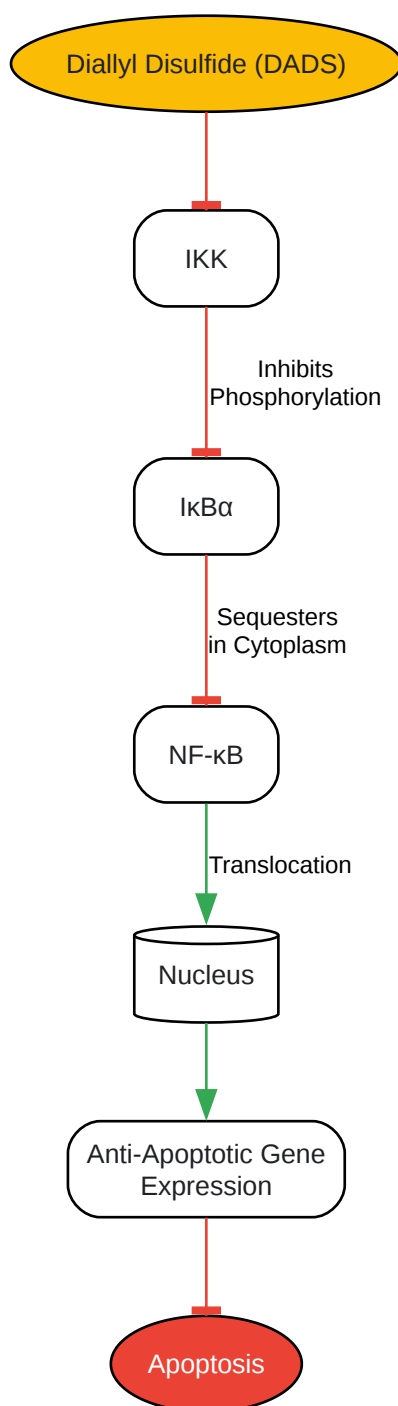 Diallyl Disulfide (DADS)
IKK
Inhibits
Phosphorylation
IκBα
Sequesters
in Cytoplasm
NF-κB
Translocation
Nucleus
Anti-Apoptotic Gene
Expression
Apoptosis